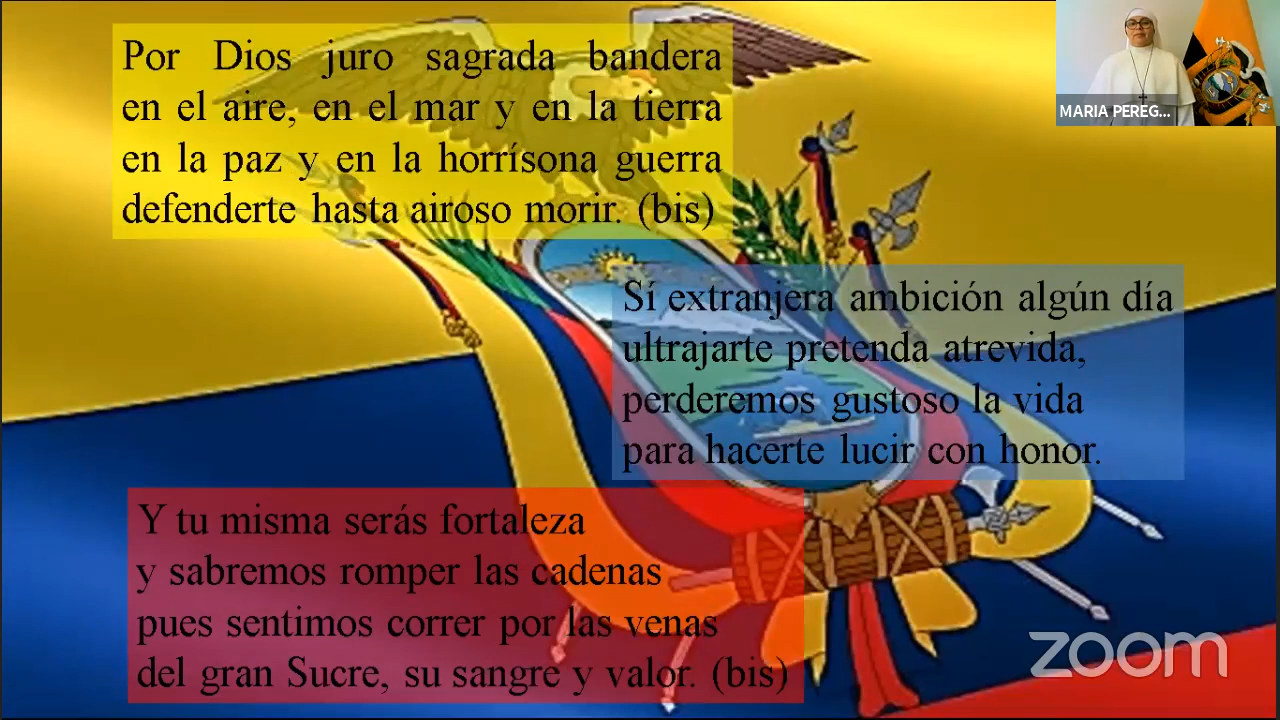 Por Dios juro sagrada bandera
en el aire, en el mar y en la tierra
en la paz y en la horrísona guerra
defenderte hasta airoso morir. (bis)
MARIA PEREG...
Sí extranjera ambición algún día
ultrajarte pretenda atrevida,
perderemos gustoso la vida
para hacerte lucir con honor.
Y tu misma serás fortaleza
y sabremos romper las cadenas
pues sentimos correr por las venas
del gran Sucre, su sangre y valor. (bis)
zoom